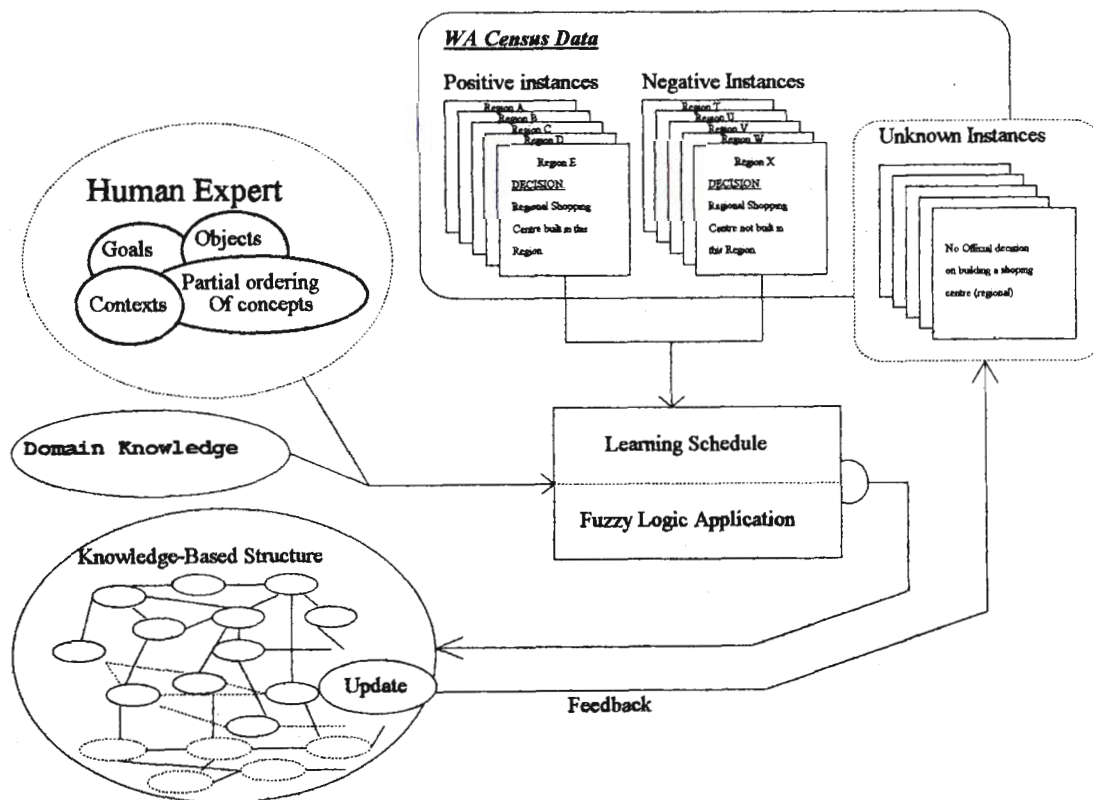 WA Census Data
Positive instances
Negative Instances
Region A
Region B
Region C
Region D
Region E
DECISION
Regional Shopping
Centre built in this
Region
Region T
Region U
Region V
Region W
Region X
DECISION
Regional Shopping
Centre not built in
this Region
Unknown Instances
No Official decision
on building a shoping
centre (regional)
Human Expert
Goals
Objects
Contexts
Partial ordering
Of concepts
Domain Knowledge
Learning Schedule
Fuzzy Logic Application
Knowledge-Based Structure
Update
Feedback